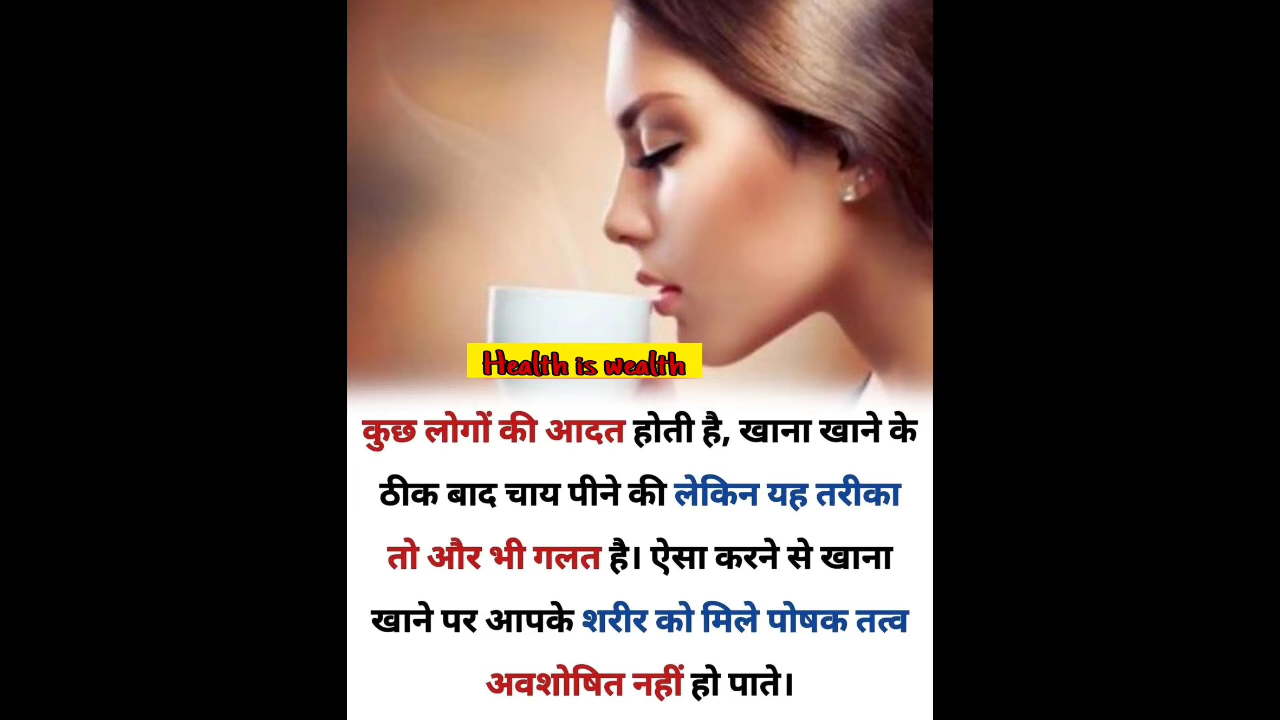 Health is wealth
कुछ लोगों की आदत होती है, खाना खाने के
ठीक बाद चाय पीने की लेकिन यह तरीका
तो और भी गलत है। ऐसा करने से खाना
खाने पर आपके शरीर को मिले पोषक तत्व
अवशोषित नहीं हो पाते।